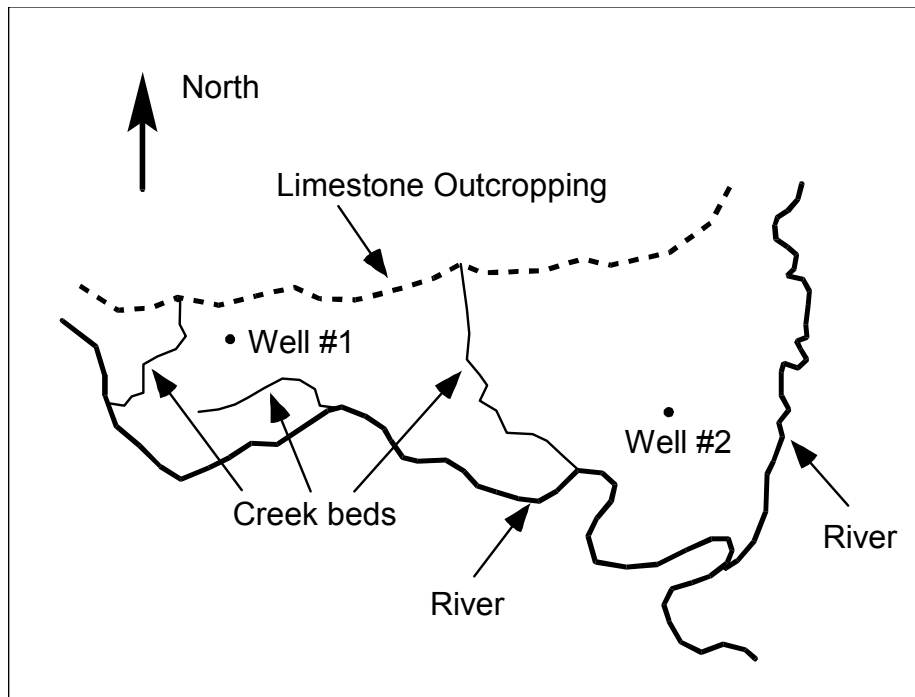 North
Limestone Outcropping
Well #1
Well #2
Creek beds
River
River